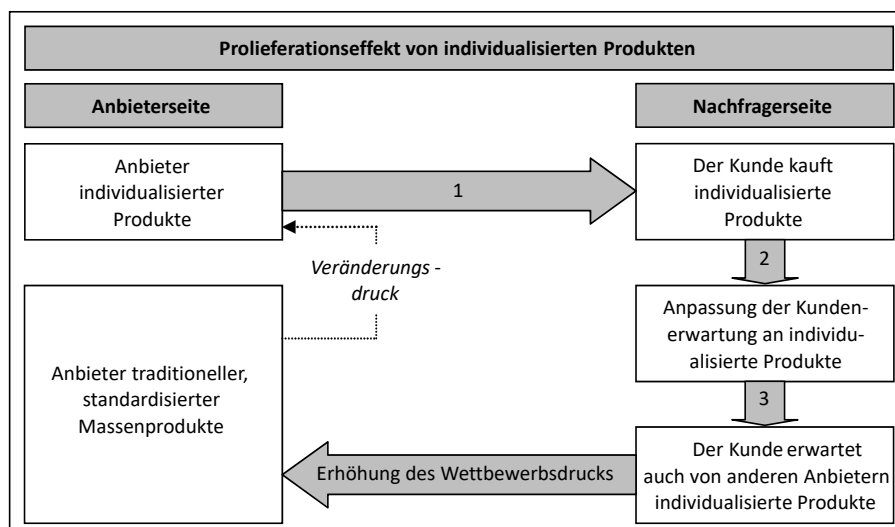 Prolieferationseffekt von individualisierten Produkten
Anbieterseite
Nachfragerseite
Anbieter
individualisierter
Produkte
1
Der Kunde kauft
individualisierte
Produkte
2
Veränderungs -
druck
Anpassung der Kunden-
erwartung an individu-
alisierte Produkte
3
Anbieter traditioneller,
standardisierter
Massenprodukte
Erhöhung des Wettbewerbsdrucks
Der Kunde erwartet
auch von anderen Anbietern
individualisierte Produkte